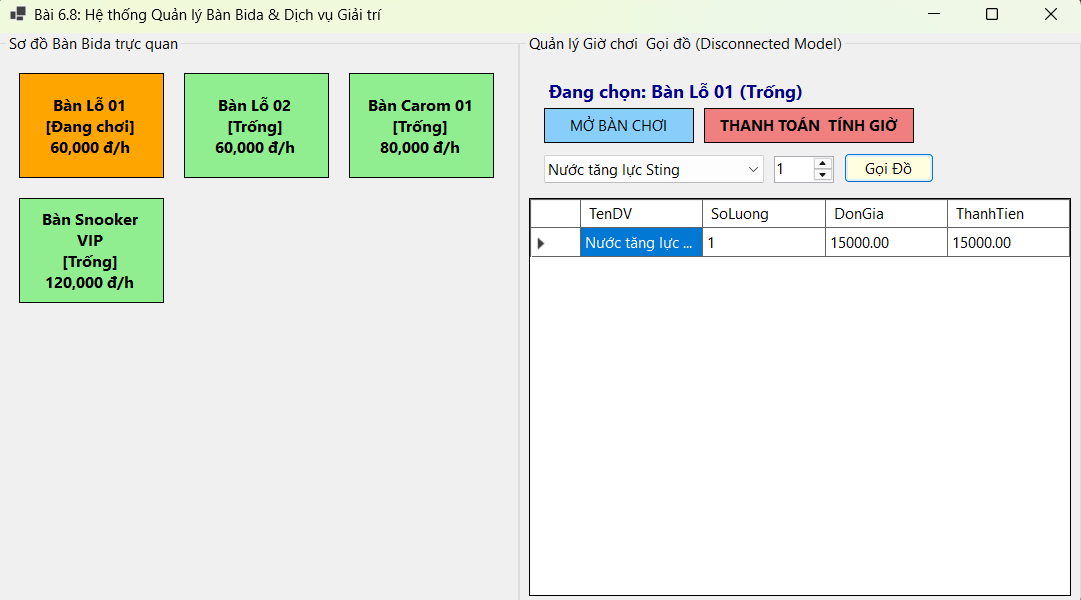 Bài 6.8: Hệ thống Quản lý Bàn Bida & Dịch vụ Giải trí
Sơ đồ Bàn Bida trực quan
Bàn Lỗ 01
[Đang chơi]
60,000 đ/h
Bàn Lỗ 02
[Trống]
60,000 đ/h
Bàn Carom 01
[Trống]
80,000 đ/h
Bàn Snooker
VIP
[Trống]
120,000 đ/h
Quản lý Giờ chơi  Gọi đồ (Disconnected Model)
Đang chọn: Bàn Lỗ 01 (Trống)
MỞ BÀN CHƠI
THANH TOÁN  TÍNH GIỜ
Nước tăng lực Sting
1
Gọi Đồ
TenDV SoLuong DonGia ThanhTien
Nước tăng lực ... 1 15000.00 15000.00